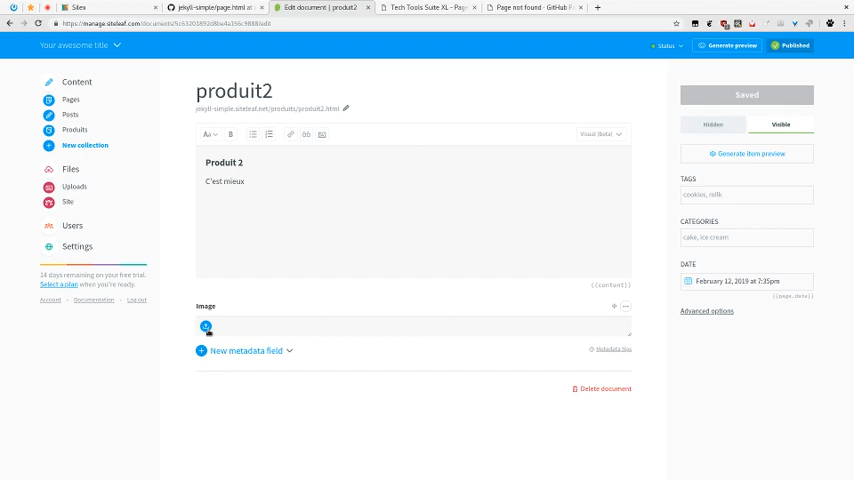 Silex
jekyll-simple/page.html at
Edit document | produit2
Tech Tools Suite XL - Page
Page not found · GitHub Pa
https://manage.siteleaf.com/documents/5c63201892d8be4a156c9888/edit
Your awesome title
Status
Generate preview
Published
Content
Pages
Posts
Produits
New collection
Files
Uploads
Site
Users
Settings
14 days remaining on your free trial.
Select a plan when you're ready.
Account · Documentation · Log out
produit2
jekyll-simple.siteleaf.net/produits/produit2.html
Aa
B
Visual (beta)
Produit 2
C'est mieux
{{content}}
Image
New metadata field
Metadata tips
Delete document
Saved
Hidden
Visible
Generate item preview
TAGS
cookies, milk
CATEGORIES
cake, ice cream
DATE
February 12, 2019 at 7:35pm
{{page.date}}
Advanced options